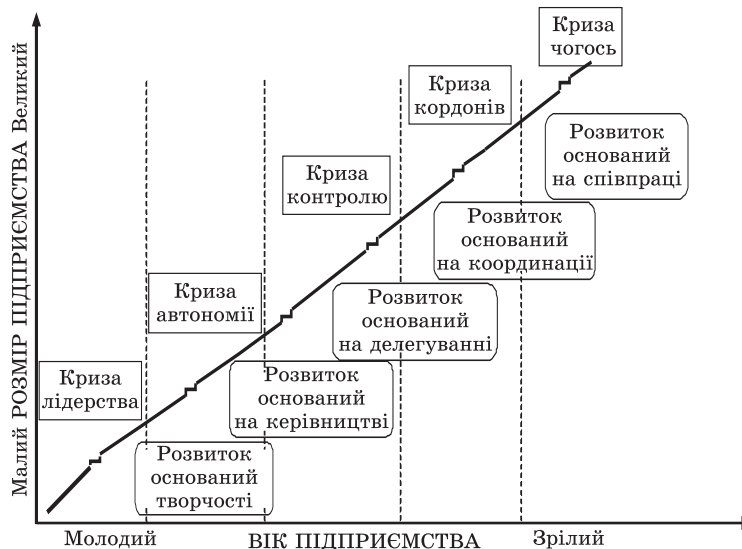 Криза
чогось
Криза
кордонів
Розвиток
оснований
на співпраці
Криза
контролю
Розвиток
оснований
на координації
Криза
автономії
Розвиток
оснований
на делегуванні
Криза
лідерства
Розвиток
оснований
на керівництві
Розвиток
оснований
творчості
Малий РОЗМІР ПІДПРИЄМСТВА Великий
Молодий ВІК ПІДПРИЄМСТВА Зрілий